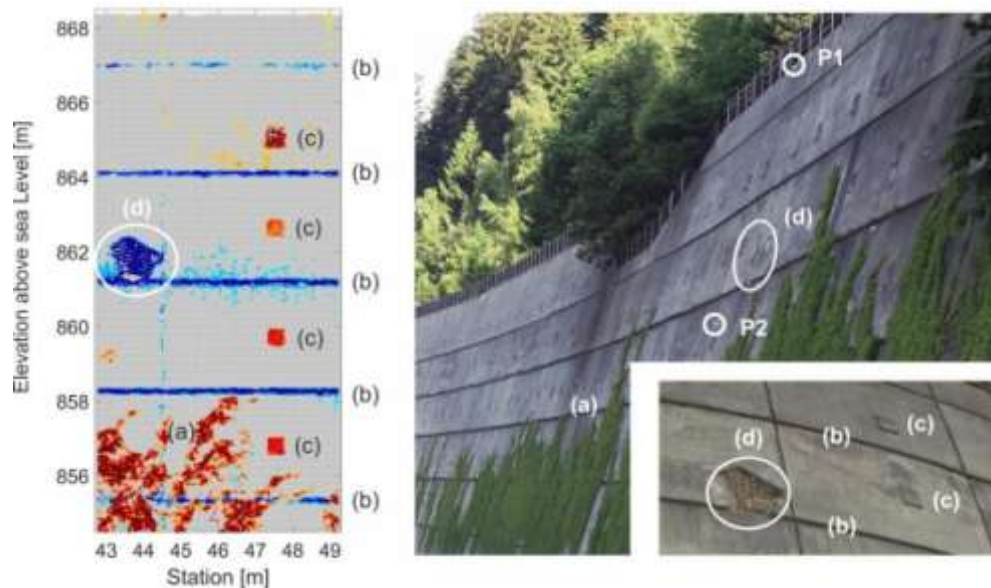 868
866
864
862
860
858
856
Elevation above sea Level [m]
43 44 45 46 47 48 49
Station [m]
(b)
(c)
(b)
(d)
(c)
(b)
(c)
(b)
(a)
(c)
(b)
P1
(d)
P2
(a)
(d)
(b)
(c)
(c)
(b)